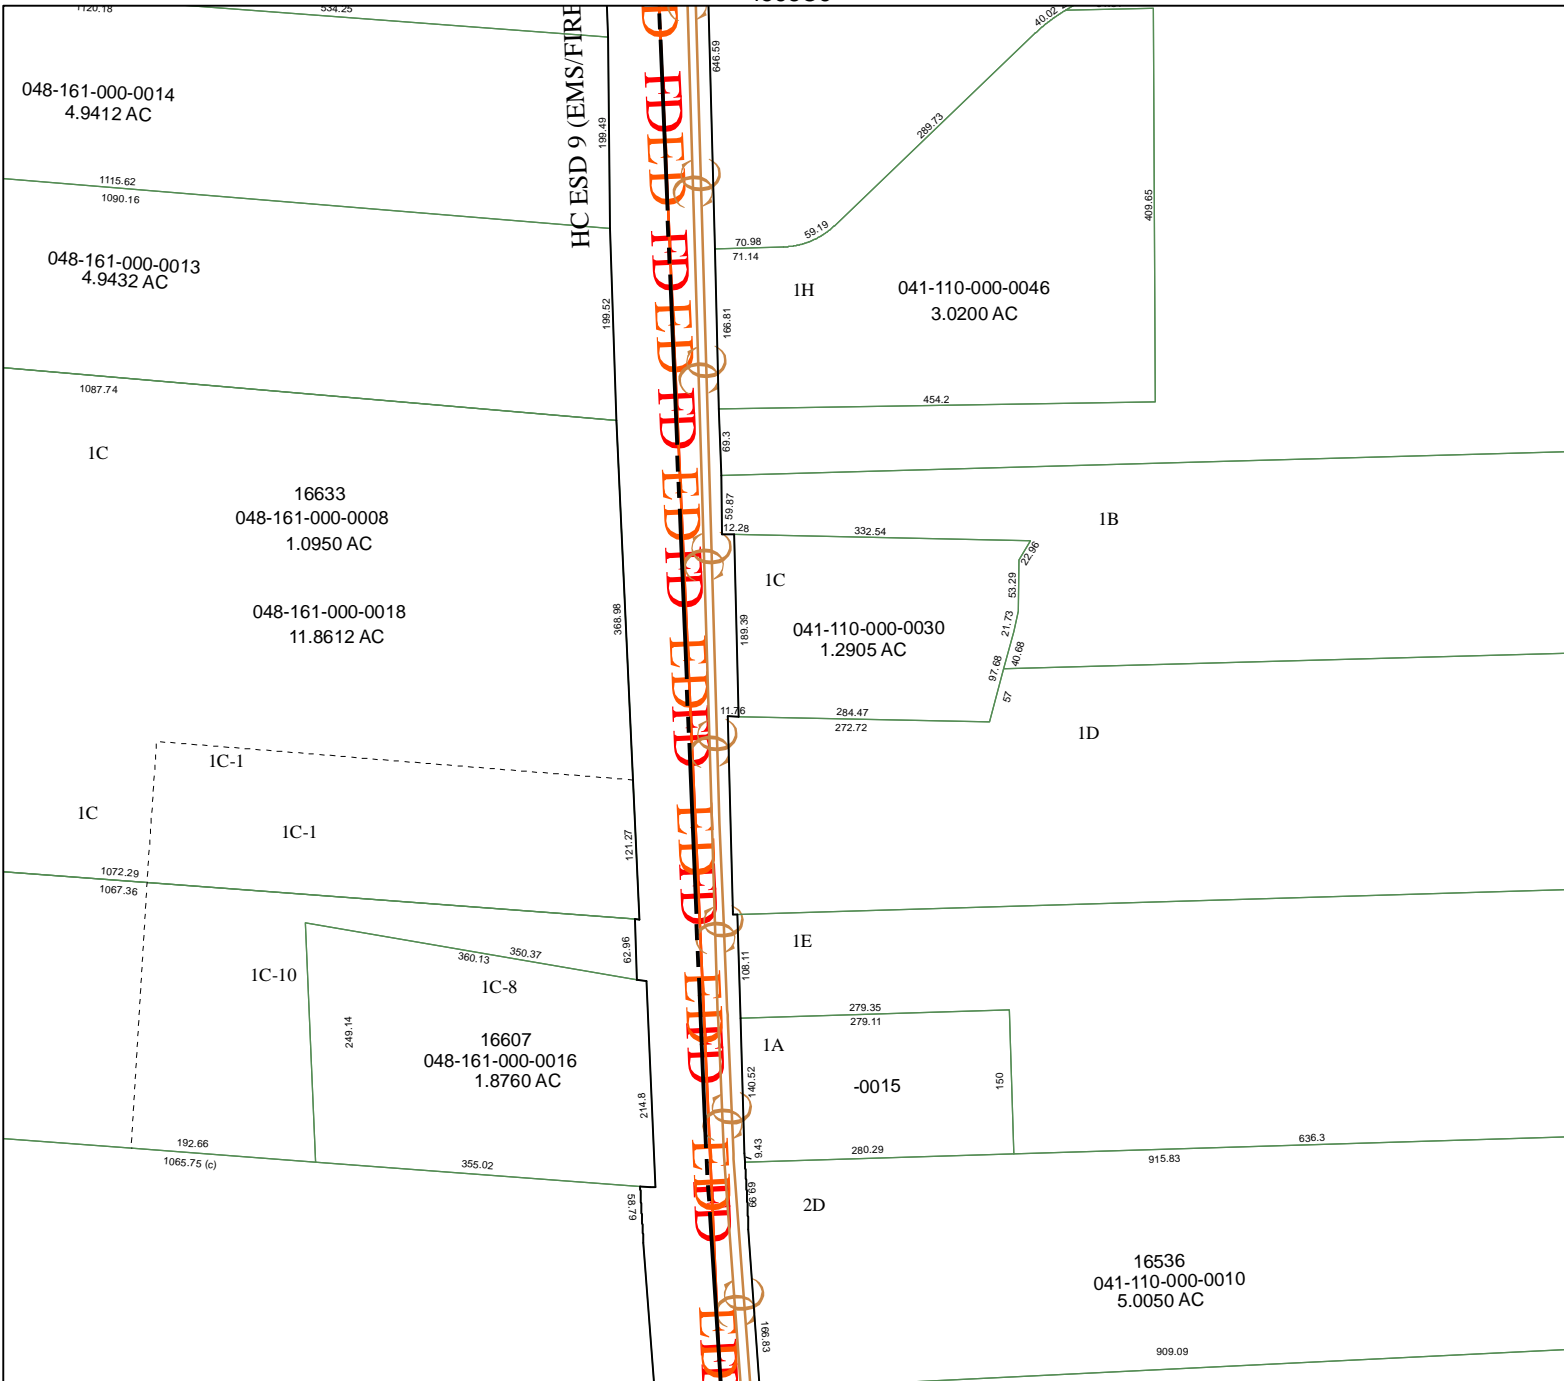 1120.18
534.25
HC ESD 9 (EMS/FIRE
646.59
40.02
048-161-000-0014
4.9412 AC
199.49
289.73
409.65
1115.62
1090.16
59.19
70.98
71.14
048-161-000-0013
4.9432 AC
199.52
166.81
1H
041-110-000-0046
3.0200 AC
1087.74
454.2
69.3
1C
16633
048-161-000-0008
1.0950 AC
59.87
12.28
332.54
22.96
1B
1C
53.29
048-161-000-0018
11.8612 AC
368.98
189.39
041-110-000-0030
1.2905 AC
21.73
40.68
97.68
57
11.76
284.47
272.72
1D
1C-1
1C
1C-1
121.27
1072.29
1067.36
62.96
360.13
350.37
1E
108.11
1C-10
1C-8
249.14
16607
048-161-000-0016
1.8760 AC
214.8
279.35
279.11
1A
140.52
-0015
150
192.66
1065.75 (c)
355.02
9.43
280.29
636.3
915.83
58.79
66.69
2D
16536
041-110-000-0010
5.0050 AC
166.83
909.09